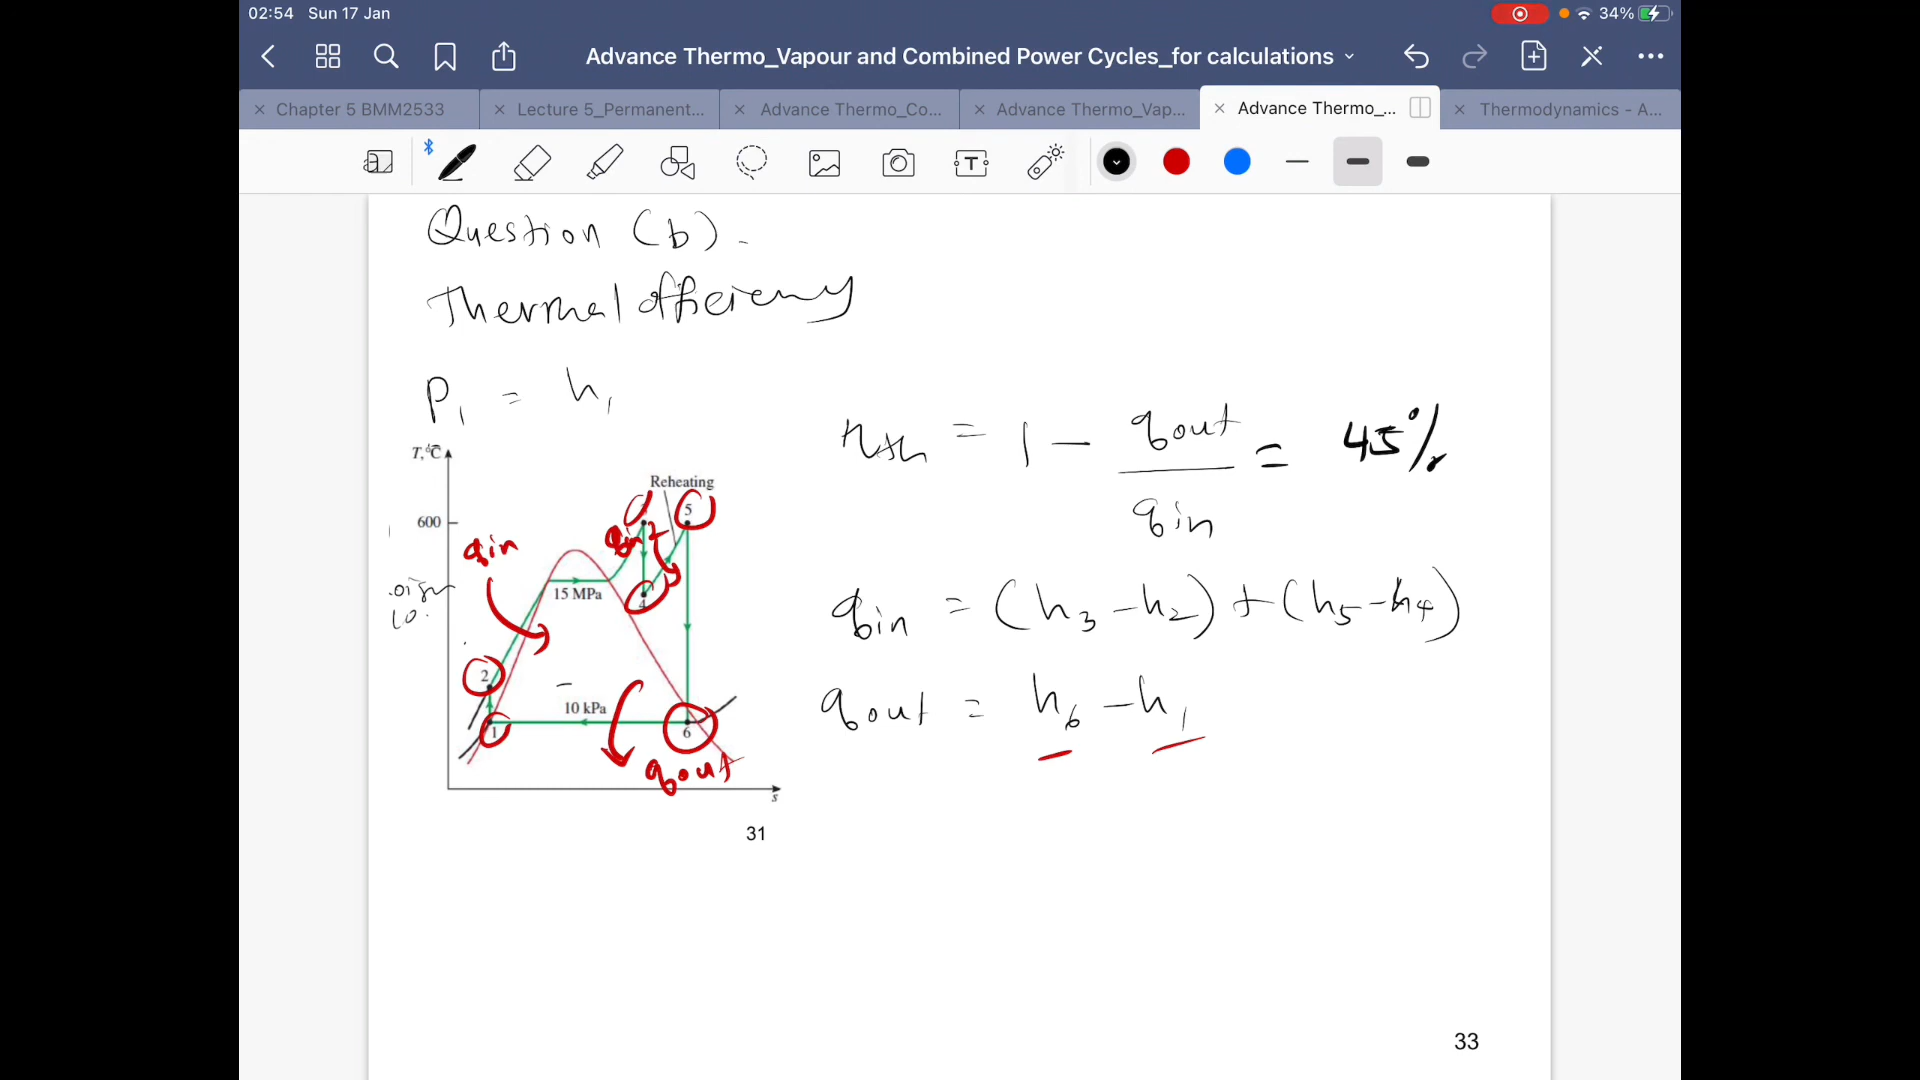 02:54 Sun 17 Jan
34%
Advance Thermo_Vapour and Combined Power Cycles_for calculations
Chapter 5 BMM2533
Lecture 5_Permanent...
Advance Thermo_Co...
Advance Thermo_Vap...
Advance Thermo_...
Thermodynamics - A...
Question (b).
Thermal efficiency
P1 = h1
ηth = 1 - qout/qin = 45%
qin = (h3-h2)+(h5-h4)
qout = h6-h1
T, °C
Reheating
600
5
qin
15 MPa
4
2
10 kPa
1
6
qout
s
31
33